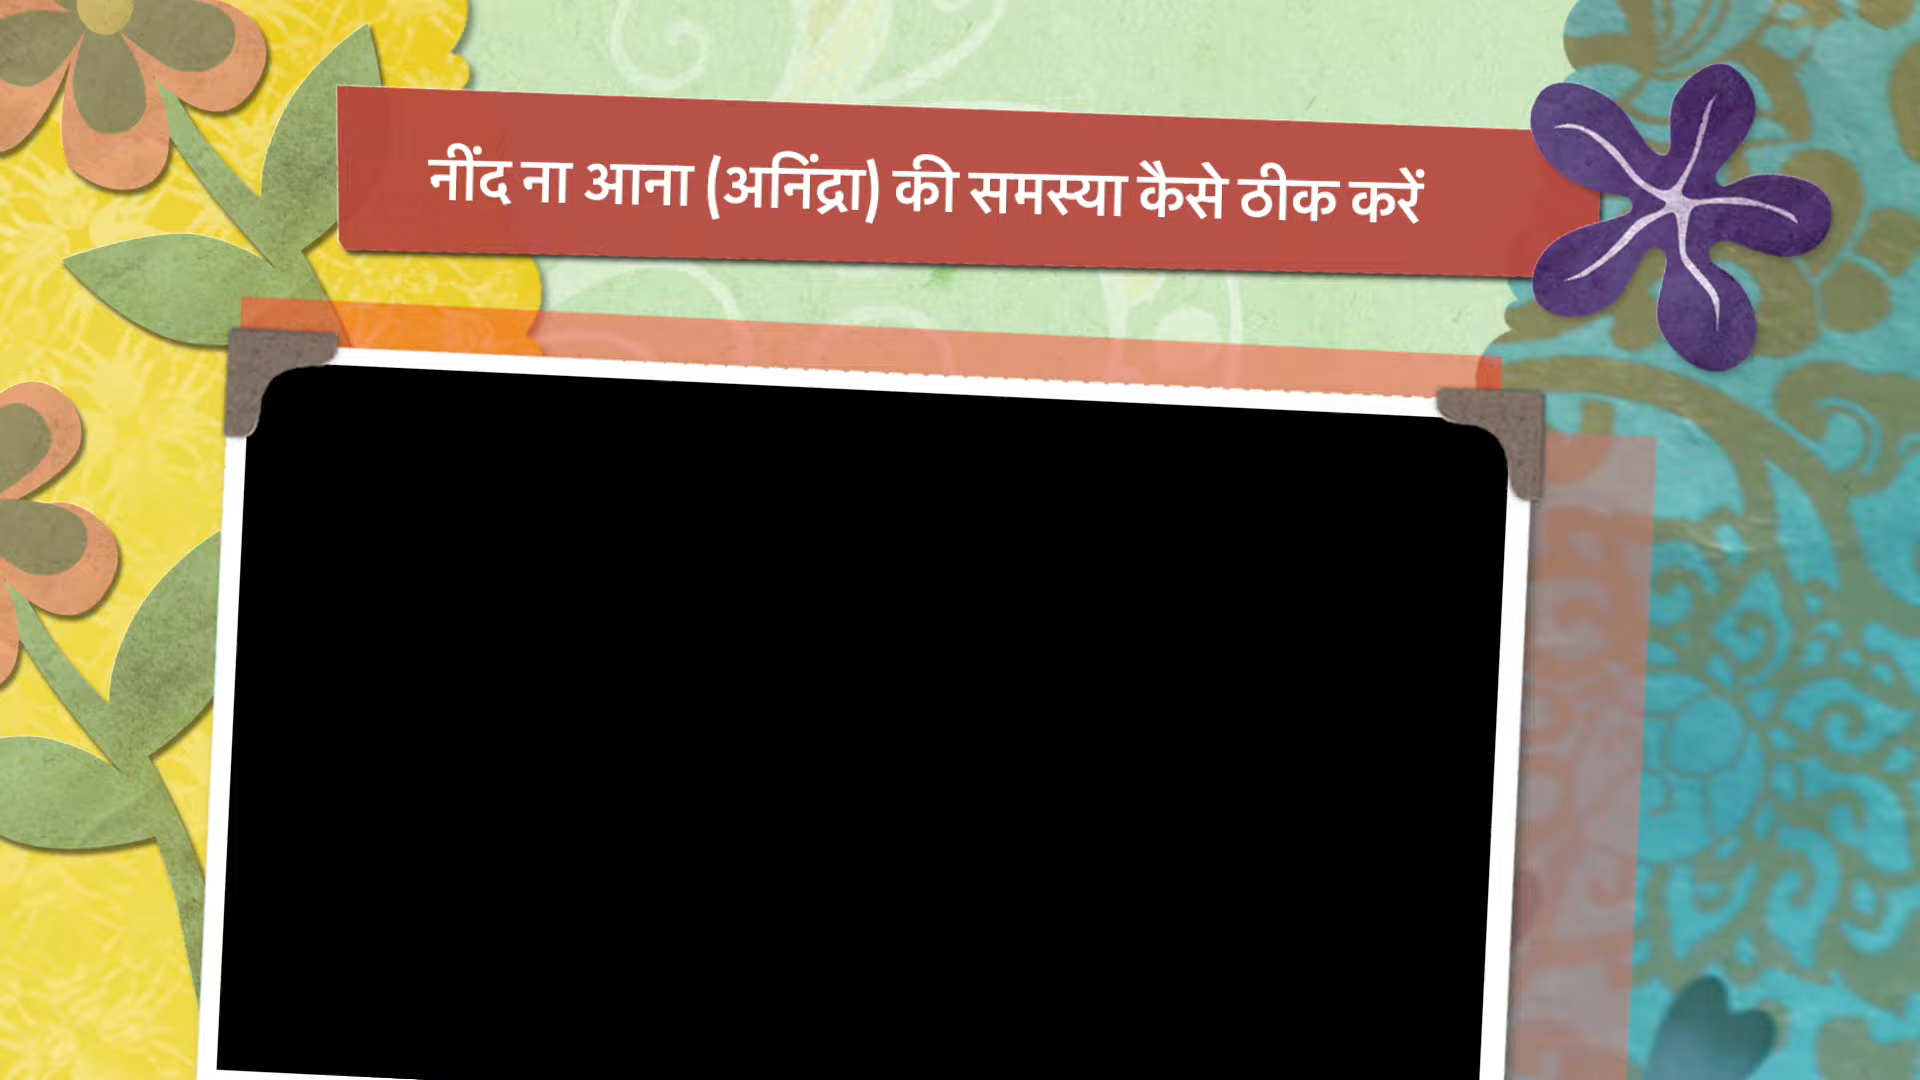 नींद ना आना (अनिंद्रा) की समस्या कैसे ठीक करें